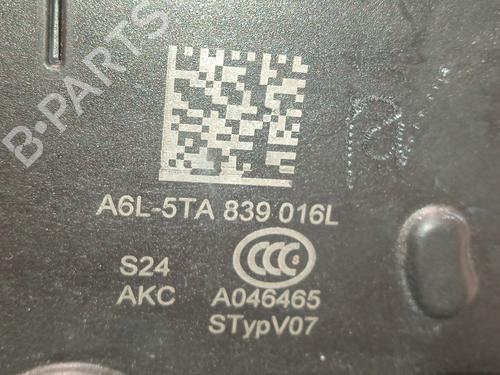 B-PARTS
A6L-5TA 839 016L
S24
CCC
AKC A046465
STypV07